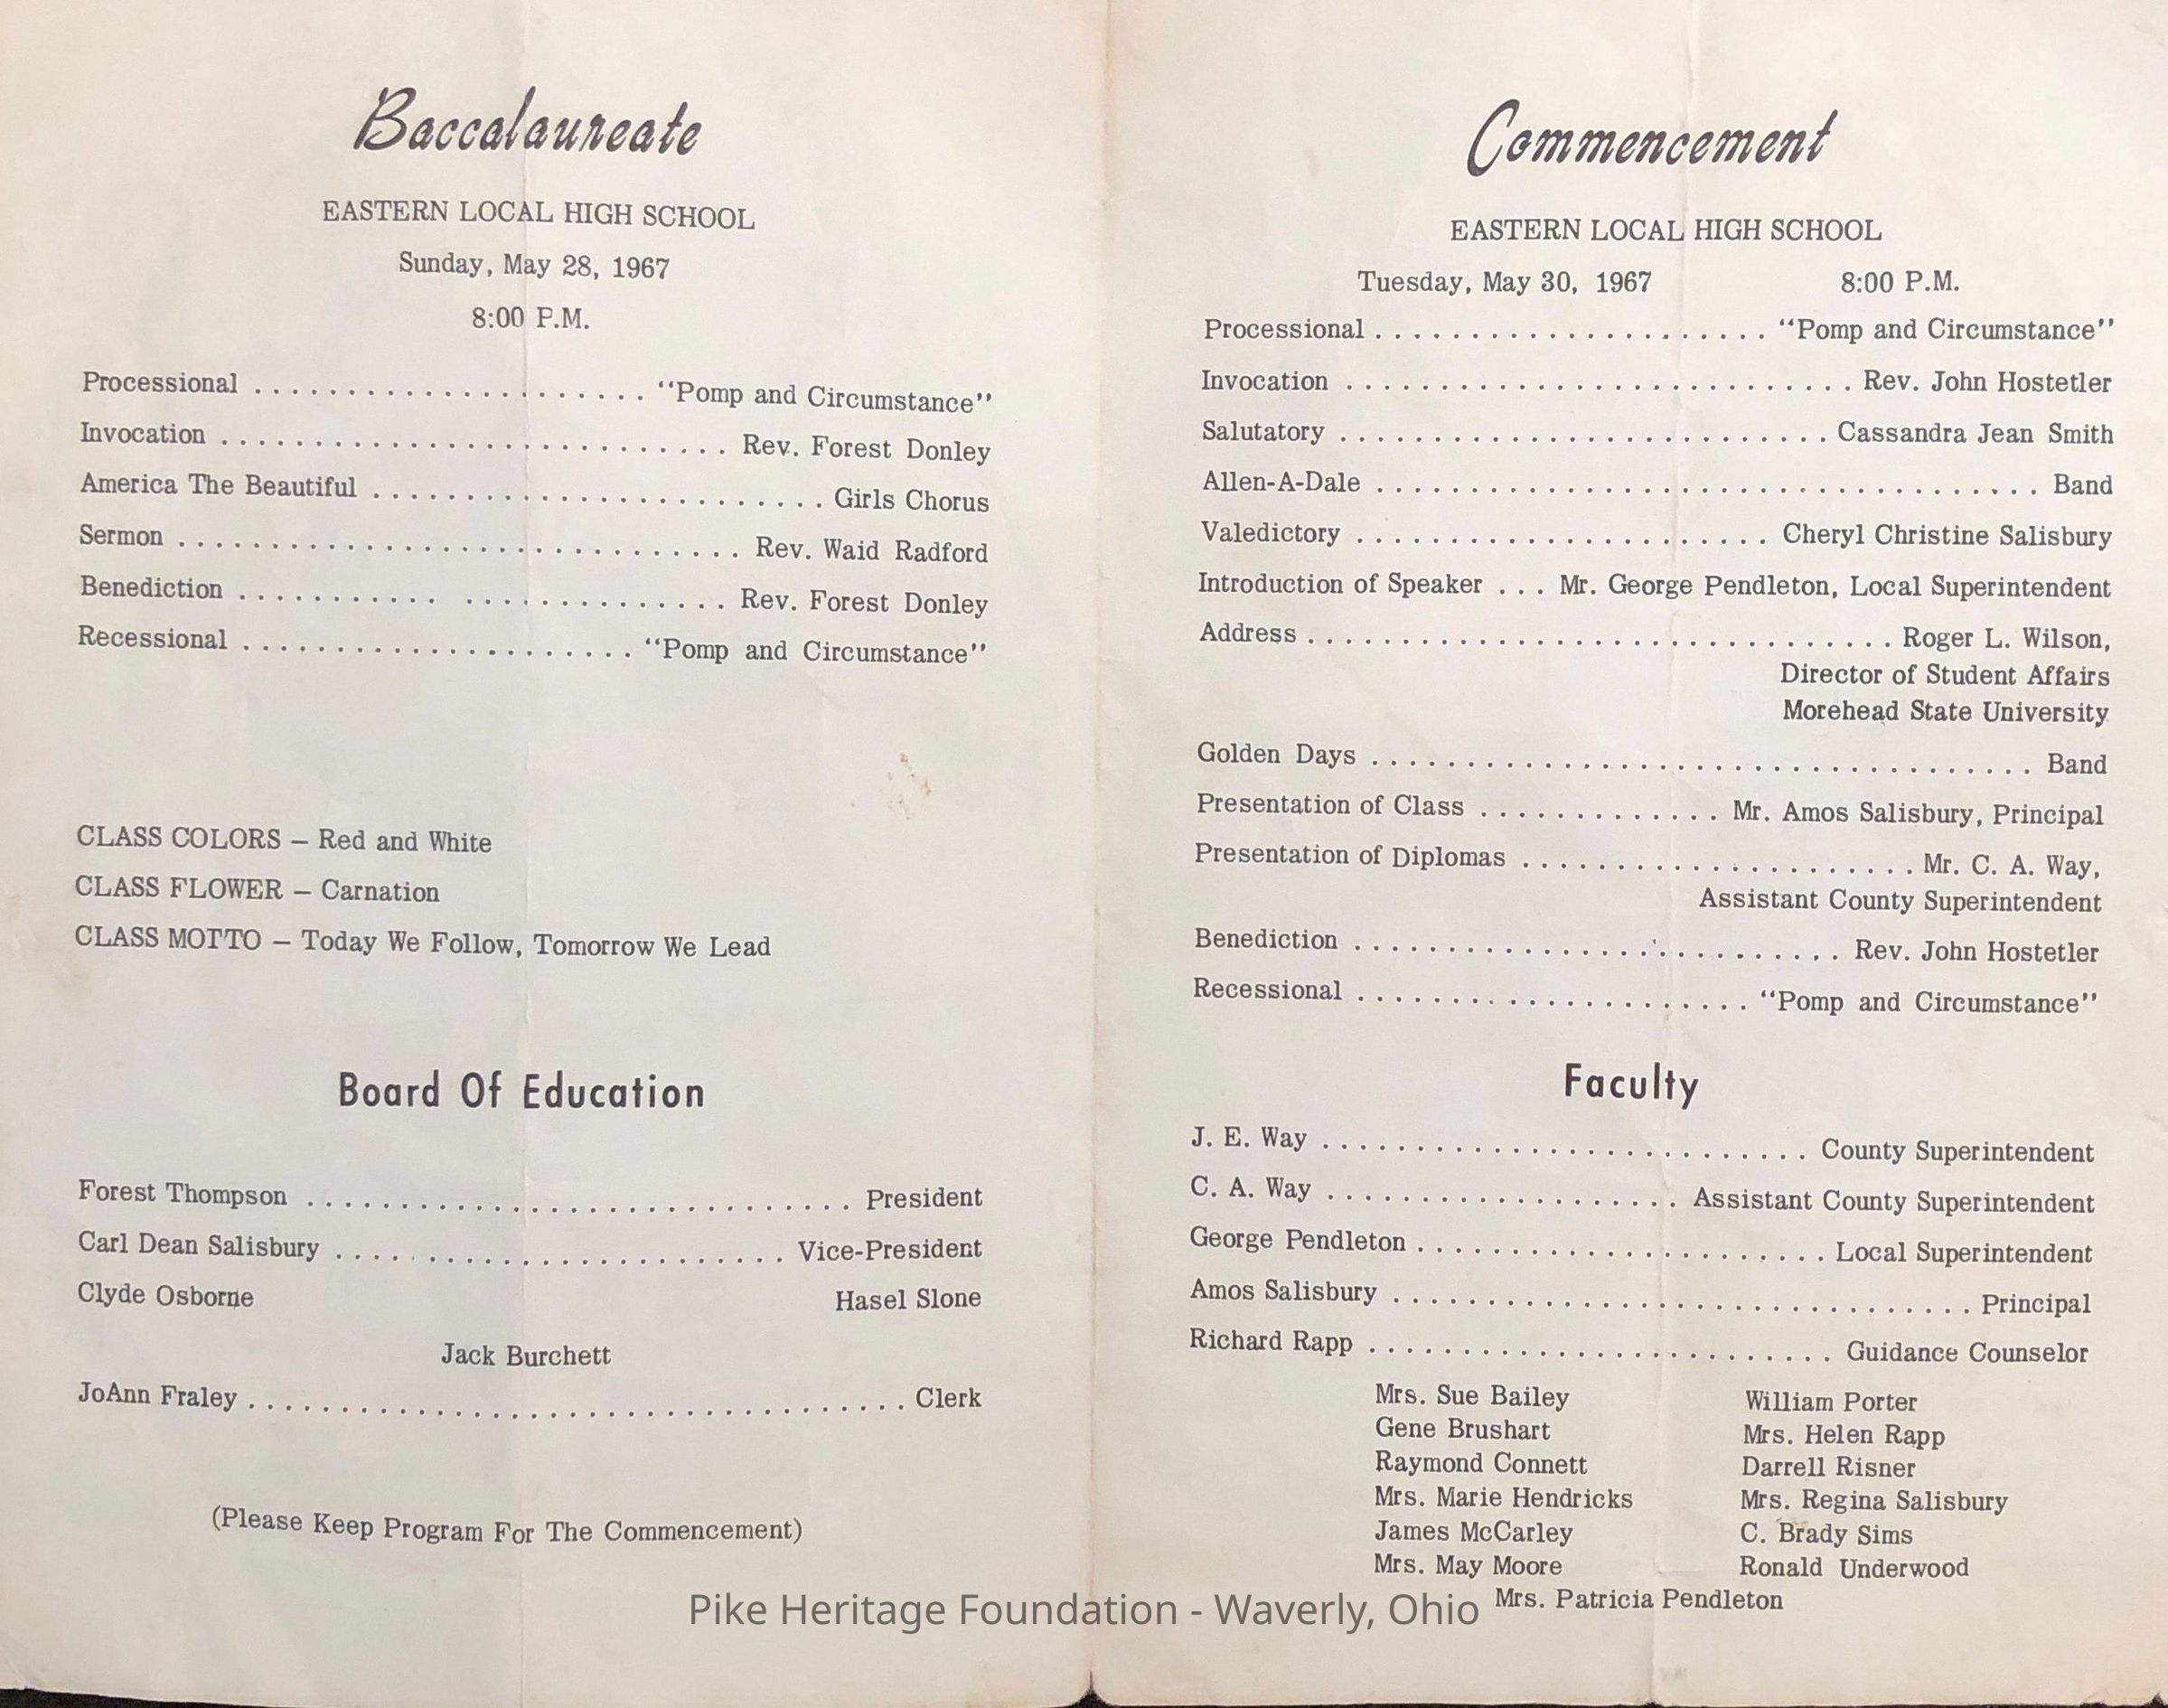 Baccalaureate
EASTERN LOCAL HIGH SCHOOL
Sunday, May 28, 1967
8:00 P.M.
Processional . . . . . . . . . . . . . . . . . . . . . "Pomp and Circumstance"
Invocation . . . . . . . . . . . . . . . . . . . . . . . . . . . Rev. Forest Donley
America The Beautiful . . . . . . . . . . . . . . . . . . . . . . . . Girls Chorus
Sermon . . . . . . . . . . . . . . . . . . . . . . . . . . . . . . Rev. Waid Radford
Benediction . . . . . . . . . . . . . . . . . . . . . . . . . Rev. Forest Donley
Recessional . . . . . . . . . . . . . . . . . . . . . "Pomp and Circumstance"
CLASS COLORS – Red and White
CLASS FLOWER – Carnation
CLASS MOTTO – Today We Follow, Tomorrow We Lead
Board Of Education
Forest Thompson . . . . . . . . . . . . . . . . . . . . . . . . . . . . . President
Carl Dean Salisbury . . . . . . . . . . . . . . . . . . . . . . . . Vice-President
Clyde Osborne Hasel Slone
Jack Burchett
JoAnn Fraley . . . . . . . . . . . . . . . . . . . . . . . . . . . . . . . . . . . Clerk
(Please Keep Program For The Commencement)
Commencement
EASTERN LOCAL HIGH SCHOOL
Tuesday, May 30, 1967 8:00 P.M.
Processional . . . . . . . . . . . . . . . . . . . . . "Pomp and Circumstance"
Invocation . . . . . . . . . . . . . . . . . . . . . . . . . . . Rev. John Hostetler
Salutatory . . . . . . . . . . . . . . . . . . . . . . . . . . Cassandra Jean Smith
Allen-A-Dale . . . . . . . . . . . . . . . . . . . . . . . . . . . . . . . . . . . Band
Valedictory . . . . . . . . . . . . . . . . . . . . . . Cheryl Christine Salisbury
Introduction of Speaker . . . Mr. George Pendleton, Local Superintendent
Address . . . . . . . . . . . . . . . . . . . . . . . . . . . . . . . Roger L. Wilson,
Director of Student Affairs
Morehead State University
Golden Days . . . . . . . . . . . . . . . . . . . . . . . . . . . . . . . . . . . Band
Presentation of Class . . . . . . . . . . . . . Mr. Amos Salisbury, Principal
Presentation of Diplomas . . . . . . . . . . . . . . . . . . . . . Mr. C. A. Way,
Assistant County Superintendent
Benediction . . . . . . . . . . . . . . . . . . . . . . . . . . Rev. John Hostetler
Recessional . . . . . . . . . . . . . . . . . . . . . "Pomp and Circumstance"
Faculty
J. E. Way . . . . . . . . . . . . . . . . . . . . . . . . . . County Superintendent
C. A. Way . . . . . . . . . . . . . . . . . . . Assistant County Superintendent
George Pendleton . . . . . . . . . . . . . . . . . . . . . . Local Superintendent
Amos Salisbury . . . . . . . . . . . . . . . . . . . . . . . . . . . . . . . Principal
Richard Rapp . . . . . . . . . . . . . . . . . . . . . . . . . Guidance Counselor
Mrs. Sue Bailey William Porter
Gene Brushart Mrs. Helen Rapp
Raymond Connett Darrell Risner
Mrs. Marie Hendricks Mrs. Regina Salisbury
James McCarley C. Brady Sims
Mrs. May Moore Ronald Underwood
Mrs. Patricia Pendleton
Pike Heritage Foundation - Waverly, Ohio